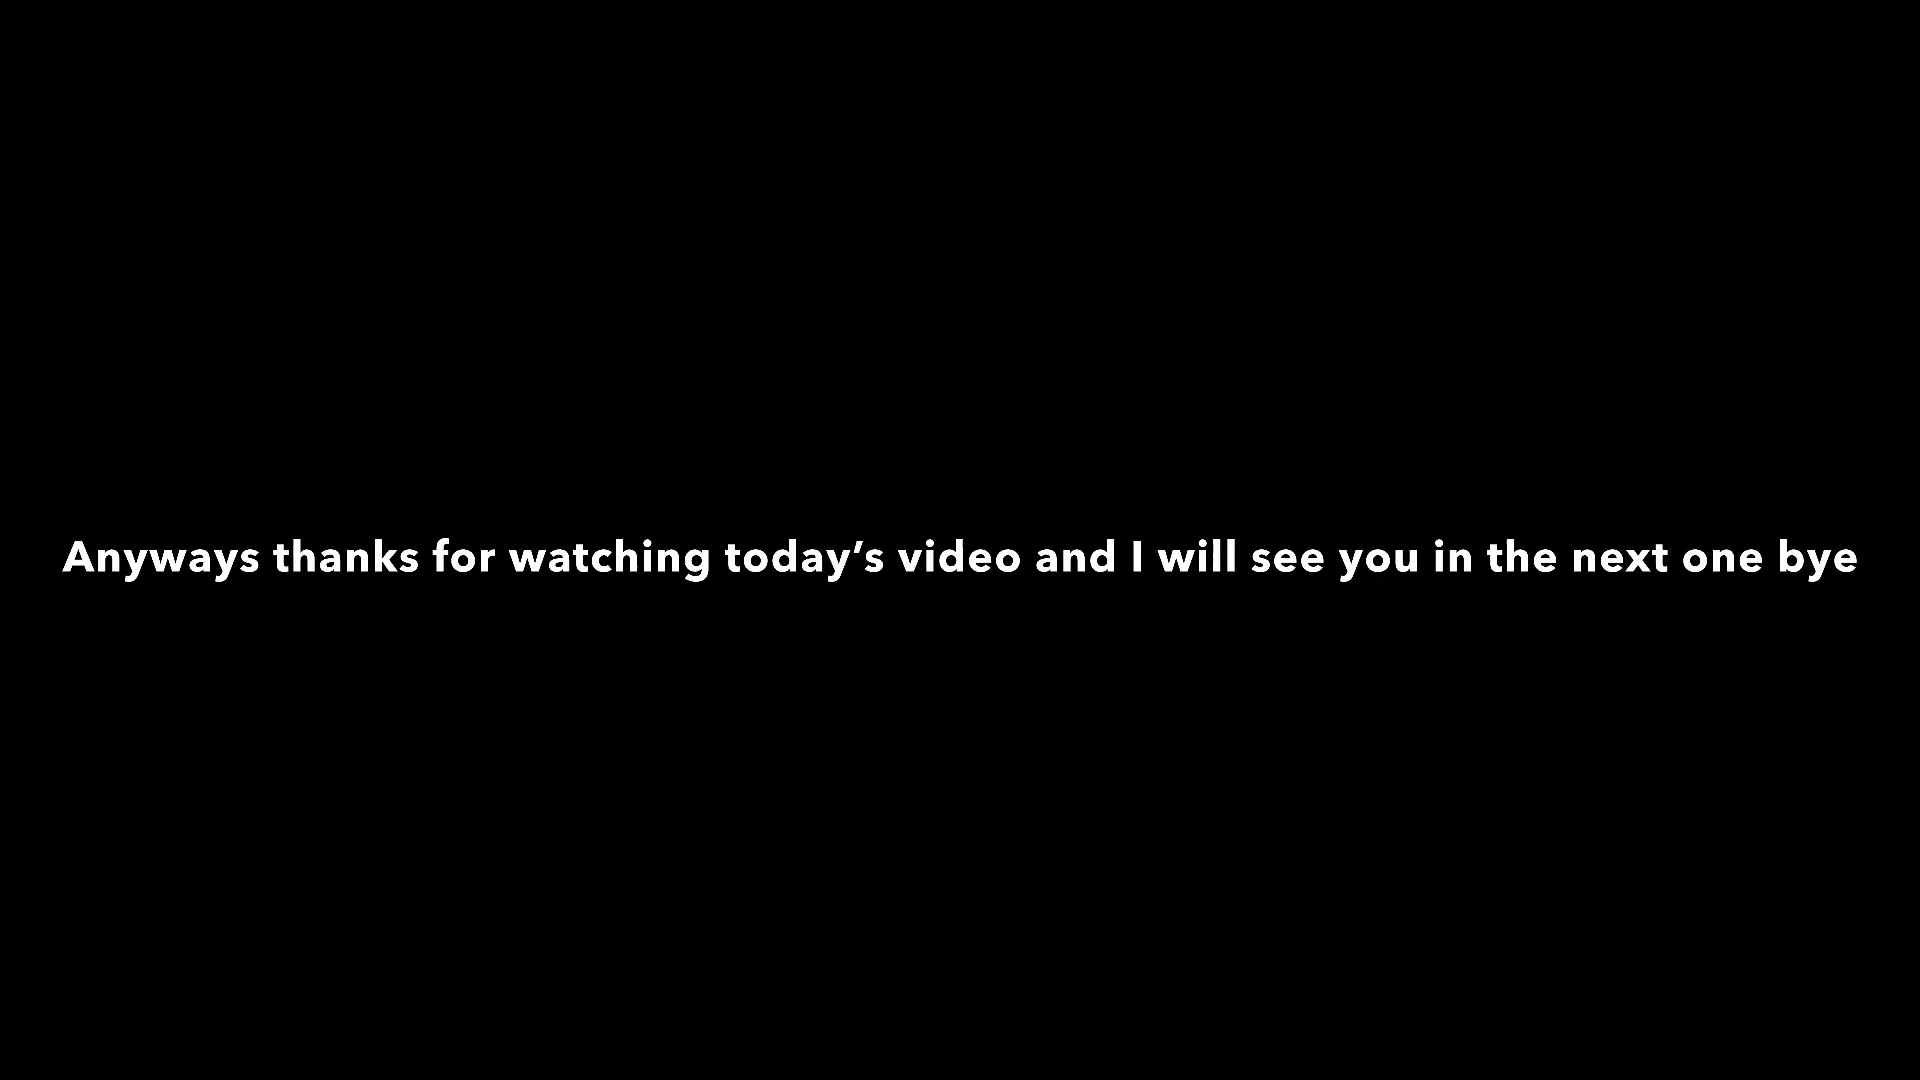 Anyways thanks for watching today’s video and I will see you in the next one bye